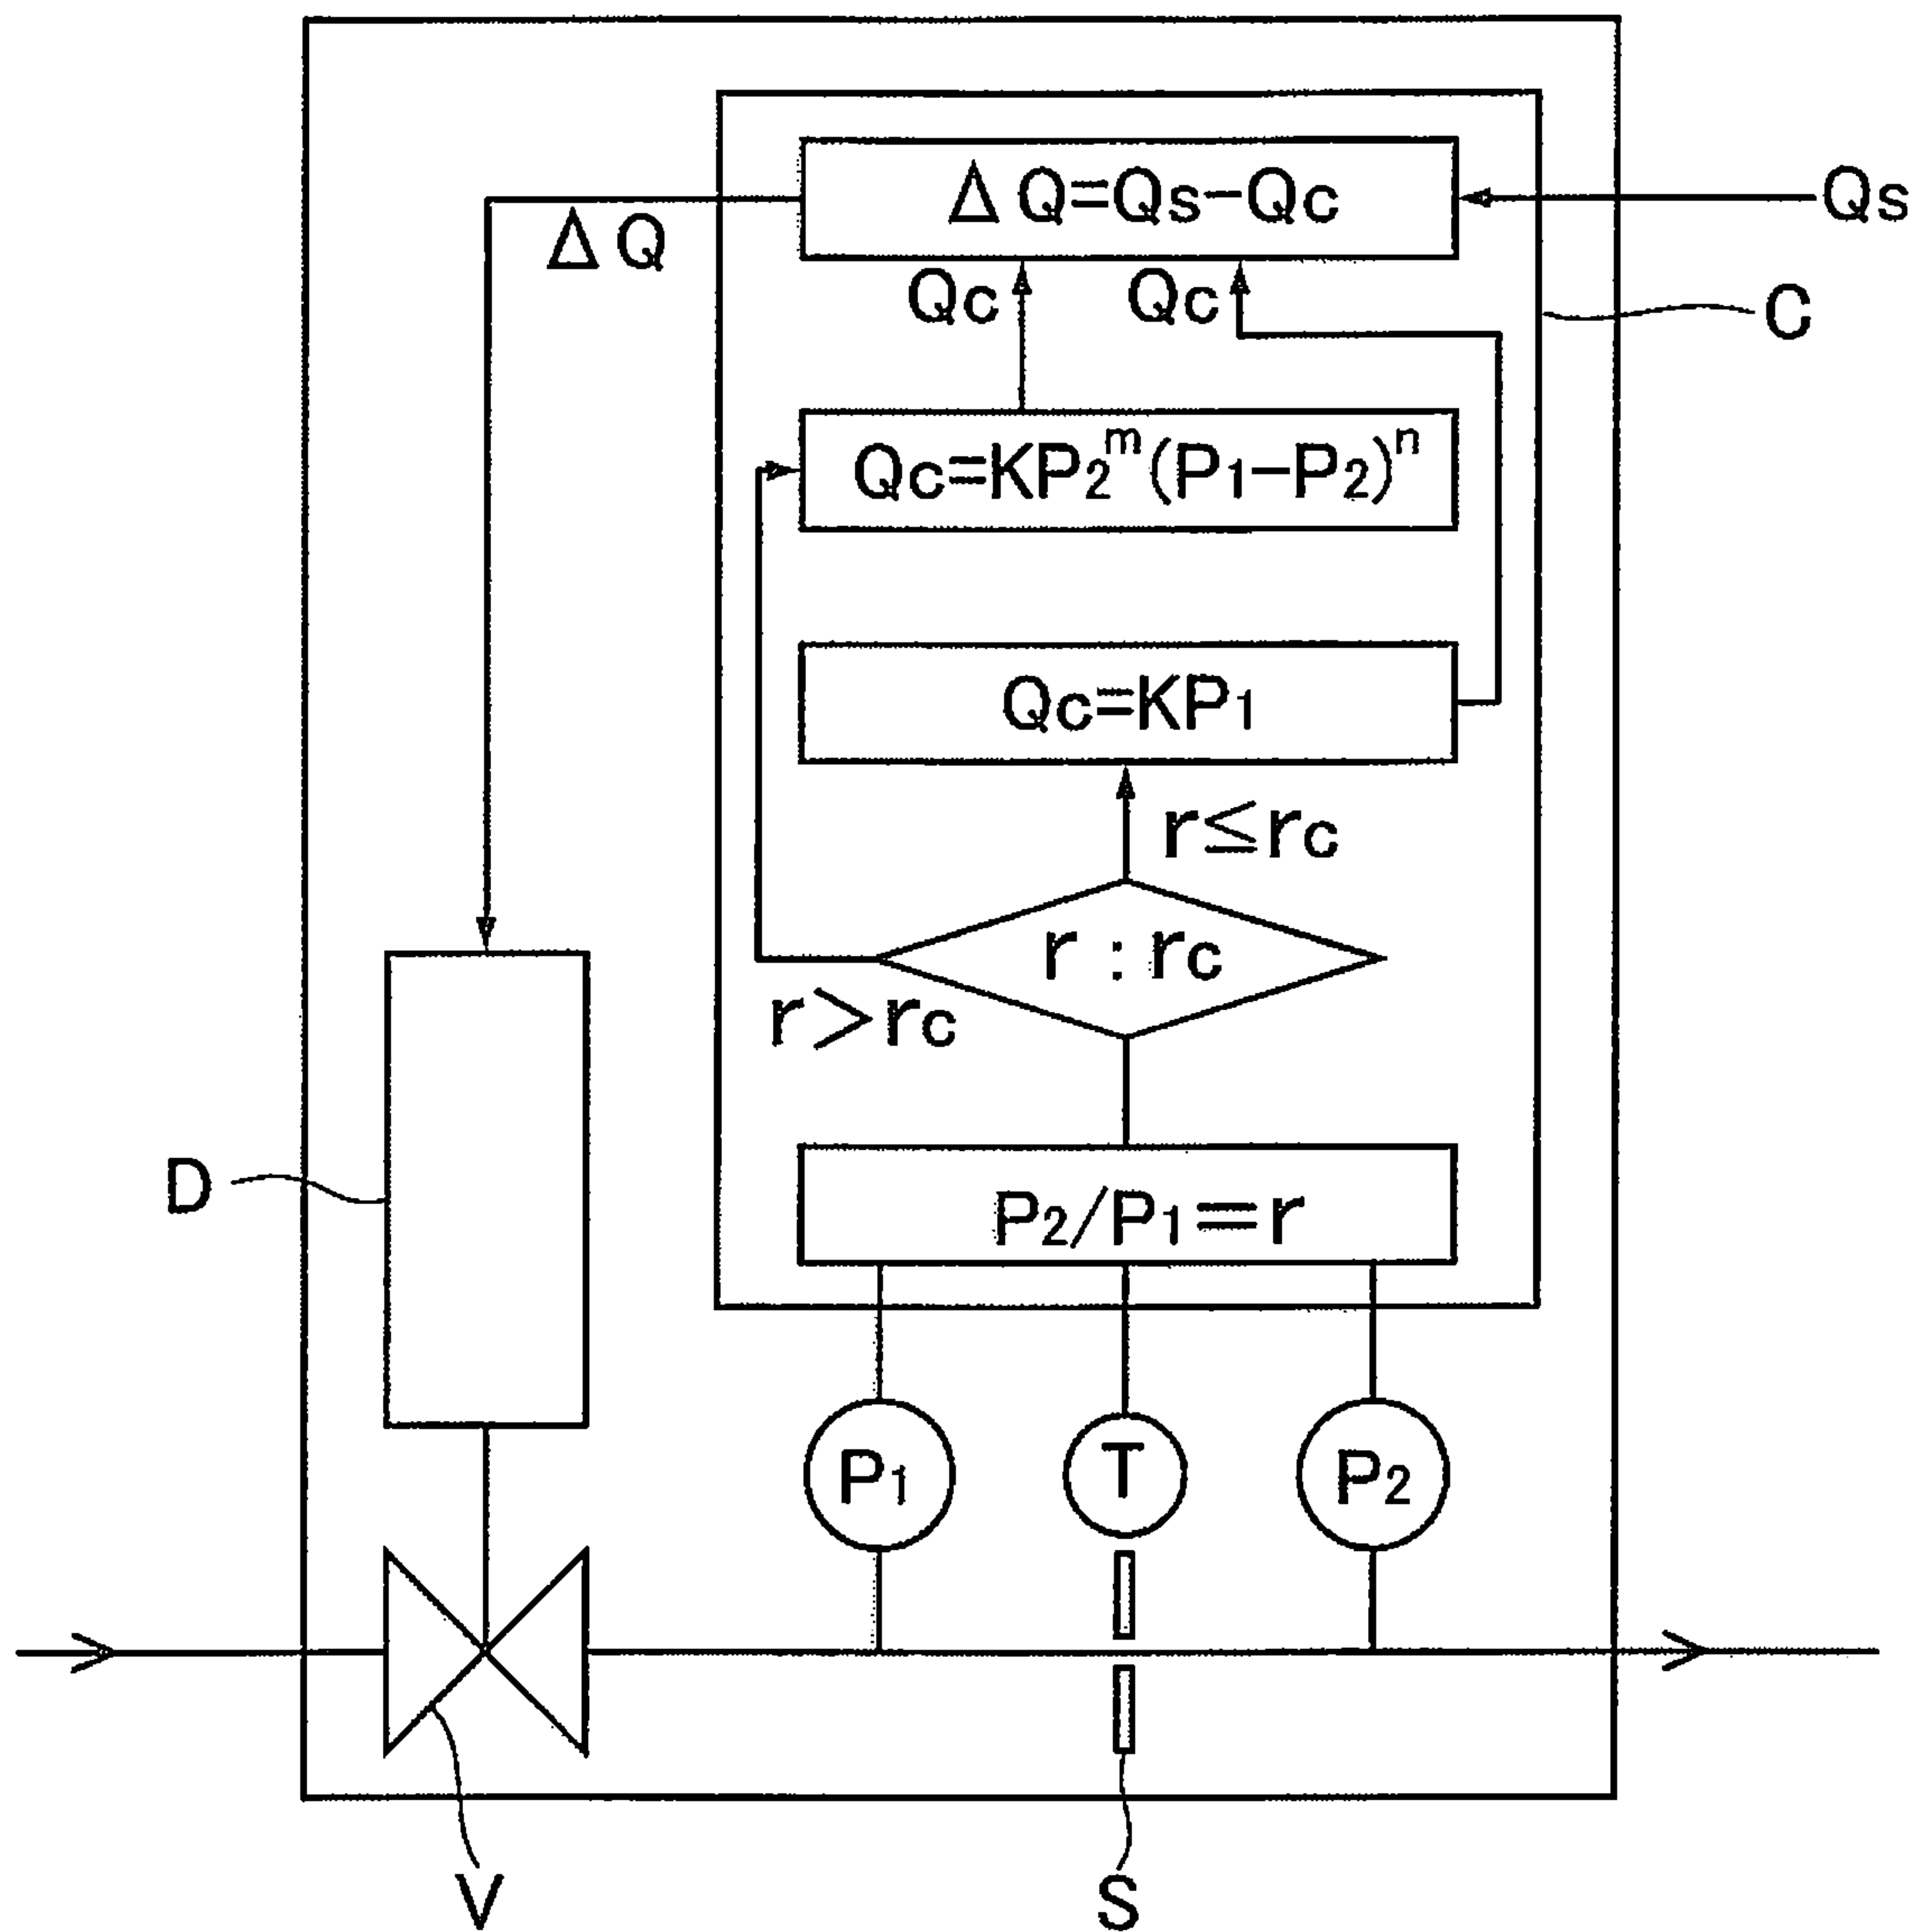 ΔQ=Qs-Qc
Qs
ΔQ
Qc
Qc
C
Qc=KP₂ᵐ(P₁-P₂)ⁿ
Qc=KP₁
r≦rc
r : rc
r>rc
D
P₂/P₁=r
P₁
T
P₂
V
S